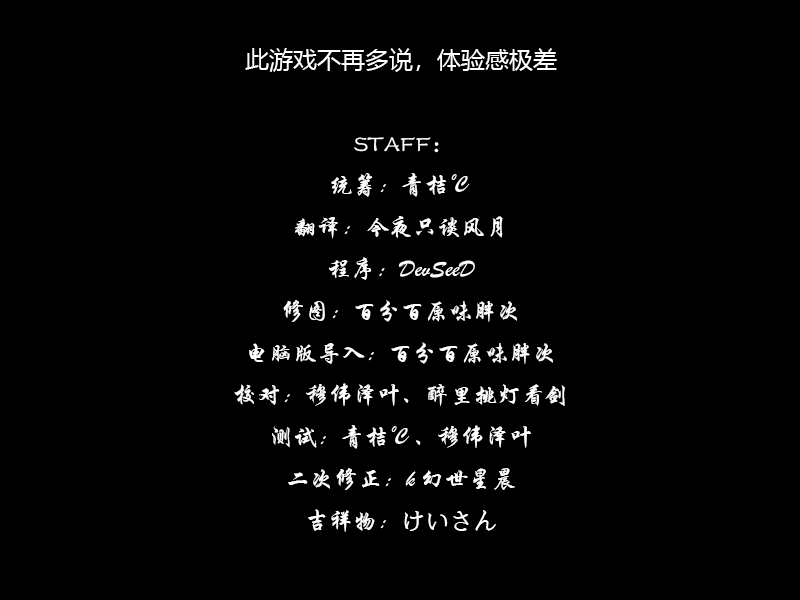 此游戏不再多说，体验感极差
STAFF：
统筹：青桔℃
翻译：今夜只谈风月
程序：DevSeeD
修图：百分百原味胖次
电脑版导入：百分百原味胖次
校对：穆伟泽叶、醉里挑灯看剑
测试：青桔℃、穆伟泽叶
二次修正：k幻世星晨
吉祥物：けいさん